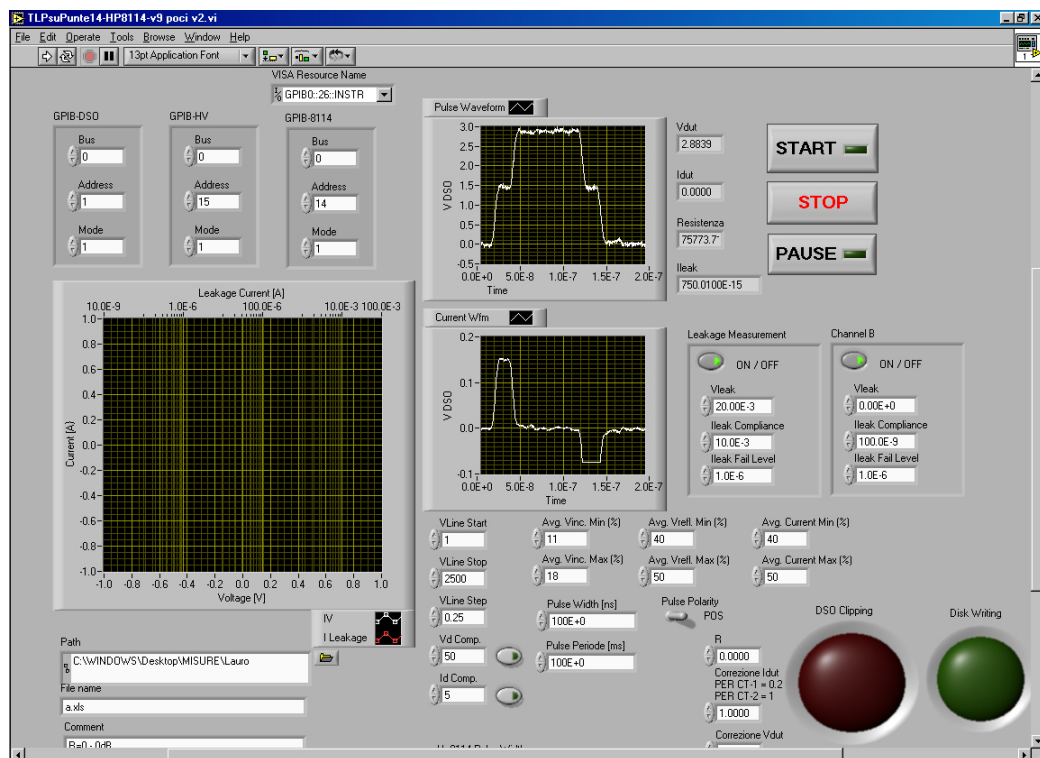 TLPsuPunte14-HP8114-v9 poci v2.vi
File Edit Operate Tools Browse Window Help
13pt Application Font
1
VISA Resource Name
GPIB0::26::INSTR
GPIB-DSO
Bus
0
Address
1
Mode
1
GPIB-HV
Bus
0
Address
15
Mode
1
GPIB-8114
Bus
0
Address
14
Mode
1
Pulse Waveform
3.0-
2.5-
2.0-
1.5-
1.0-
0.5-
0.0-
-0.5-
V DSO
0.0E+0 5.0E-8 1.0E-7 1.5E-7 2.0E-7
Time
Vdut
2.8839
Idut
0.0000
Resistenza
75773.7
Ileak
750.0100E-15
START
STOP
PAUSE
Leakage Current [A]
10.0E-9 1.0E-6 100.0E-6 10.0E-3 100.0E-3
1.0-
0.8-
0.6-
0.4-
0.2-
0.0-
-0.2-
-0.4-
-0.6-
-0.8-
-1.0-
Current [A]
-1.0 -0.8 -0.6 -0.4 -0.2 0.0 0.2 0.4 0.6 0.8 1.0
Voltage [V]
IV
I Leakage
Current Wfm
0.2-
0.1-
0.0-
-0.1-
V DSO
0.0E+0 5.0E-8 1.0E-7 1.5E-7 2.0E-7
Time
Leakage Measurement
ON / OFF
Vleak
20.00E-3
Ileak Compliance
10.0E-3
Ileak Fail Level
1.0E-6
Channel B
ON / OFF
Vleak
0.00E+0
Ileak Compliance
100.0E-9
Ileak Fail Level
1.0E-6
VLine Start
1
VLine Stop
2500
VLine Step
0.25
Vd Comp.
50
Id Comp.
5
Avg. Vinc. Min (%)
11
Avg. Vinc. Max (%)
18
Avg. Vrefl. Min (%)
40
Avg. Vrefl. Max (%)
50
Avg. Current Min (%)
40
Avg. Current Max (%)
50
Pulse Width [ns]
100E+0
Pulse Periode [ms]
100E+0
Pulse Polarity
POS
R
0.0000
Correzione Idut
PER CT-1 = 0.2
PER CT-2 = 1
1.0000
Correzione Vdut
DSO Clipping
Disk Writing
Path
C:\WINDOWS\Desktop\MISURE\Lauro
File name
a.xls
Comment
R=0 - 0dB